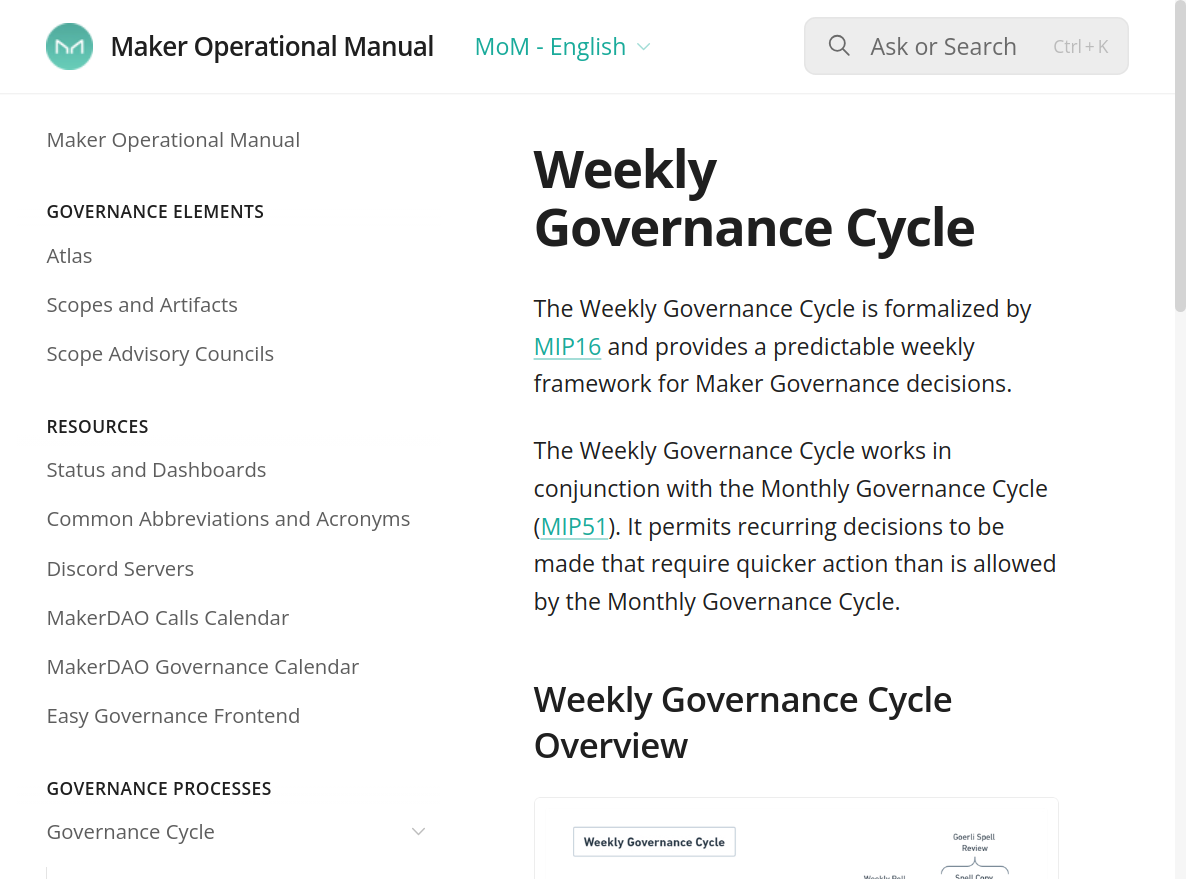 Maker Operational Manual
MoM - English
Ask or Search
Ctrl + K
Maker Operational Manual
GOVERNANCE ELEMENTS
Atlas
Scopes and Artifacts
Scope Advisory Councils
RESOURCES
Status and Dashboards
Common Abbreviations and Acronyms
Discord Servers
MakerDAO Calls Calendar
MakerDAO Governance Calendar
Easy Governance Frontend
GOVERNANCE PROCESSES
Governance Cycle
Weekly
Governance Cycle
The Weekly Governance Cycle is formalized by
MIP16 and provides a predictable weekly
framework for Maker Governance decisions.
The Weekly Governance Cycle works in
conjunction with the Monthly Governance Cycle
(MIP51). It permits recurring decisions to be
made that require quicker action than is allowed
by the Monthly Governance Cycle.
Weekly Governance Cycle
Overview
Weekly Governance Cycle
Goerli Spell
Review
Weekly Poll
Spell Copy